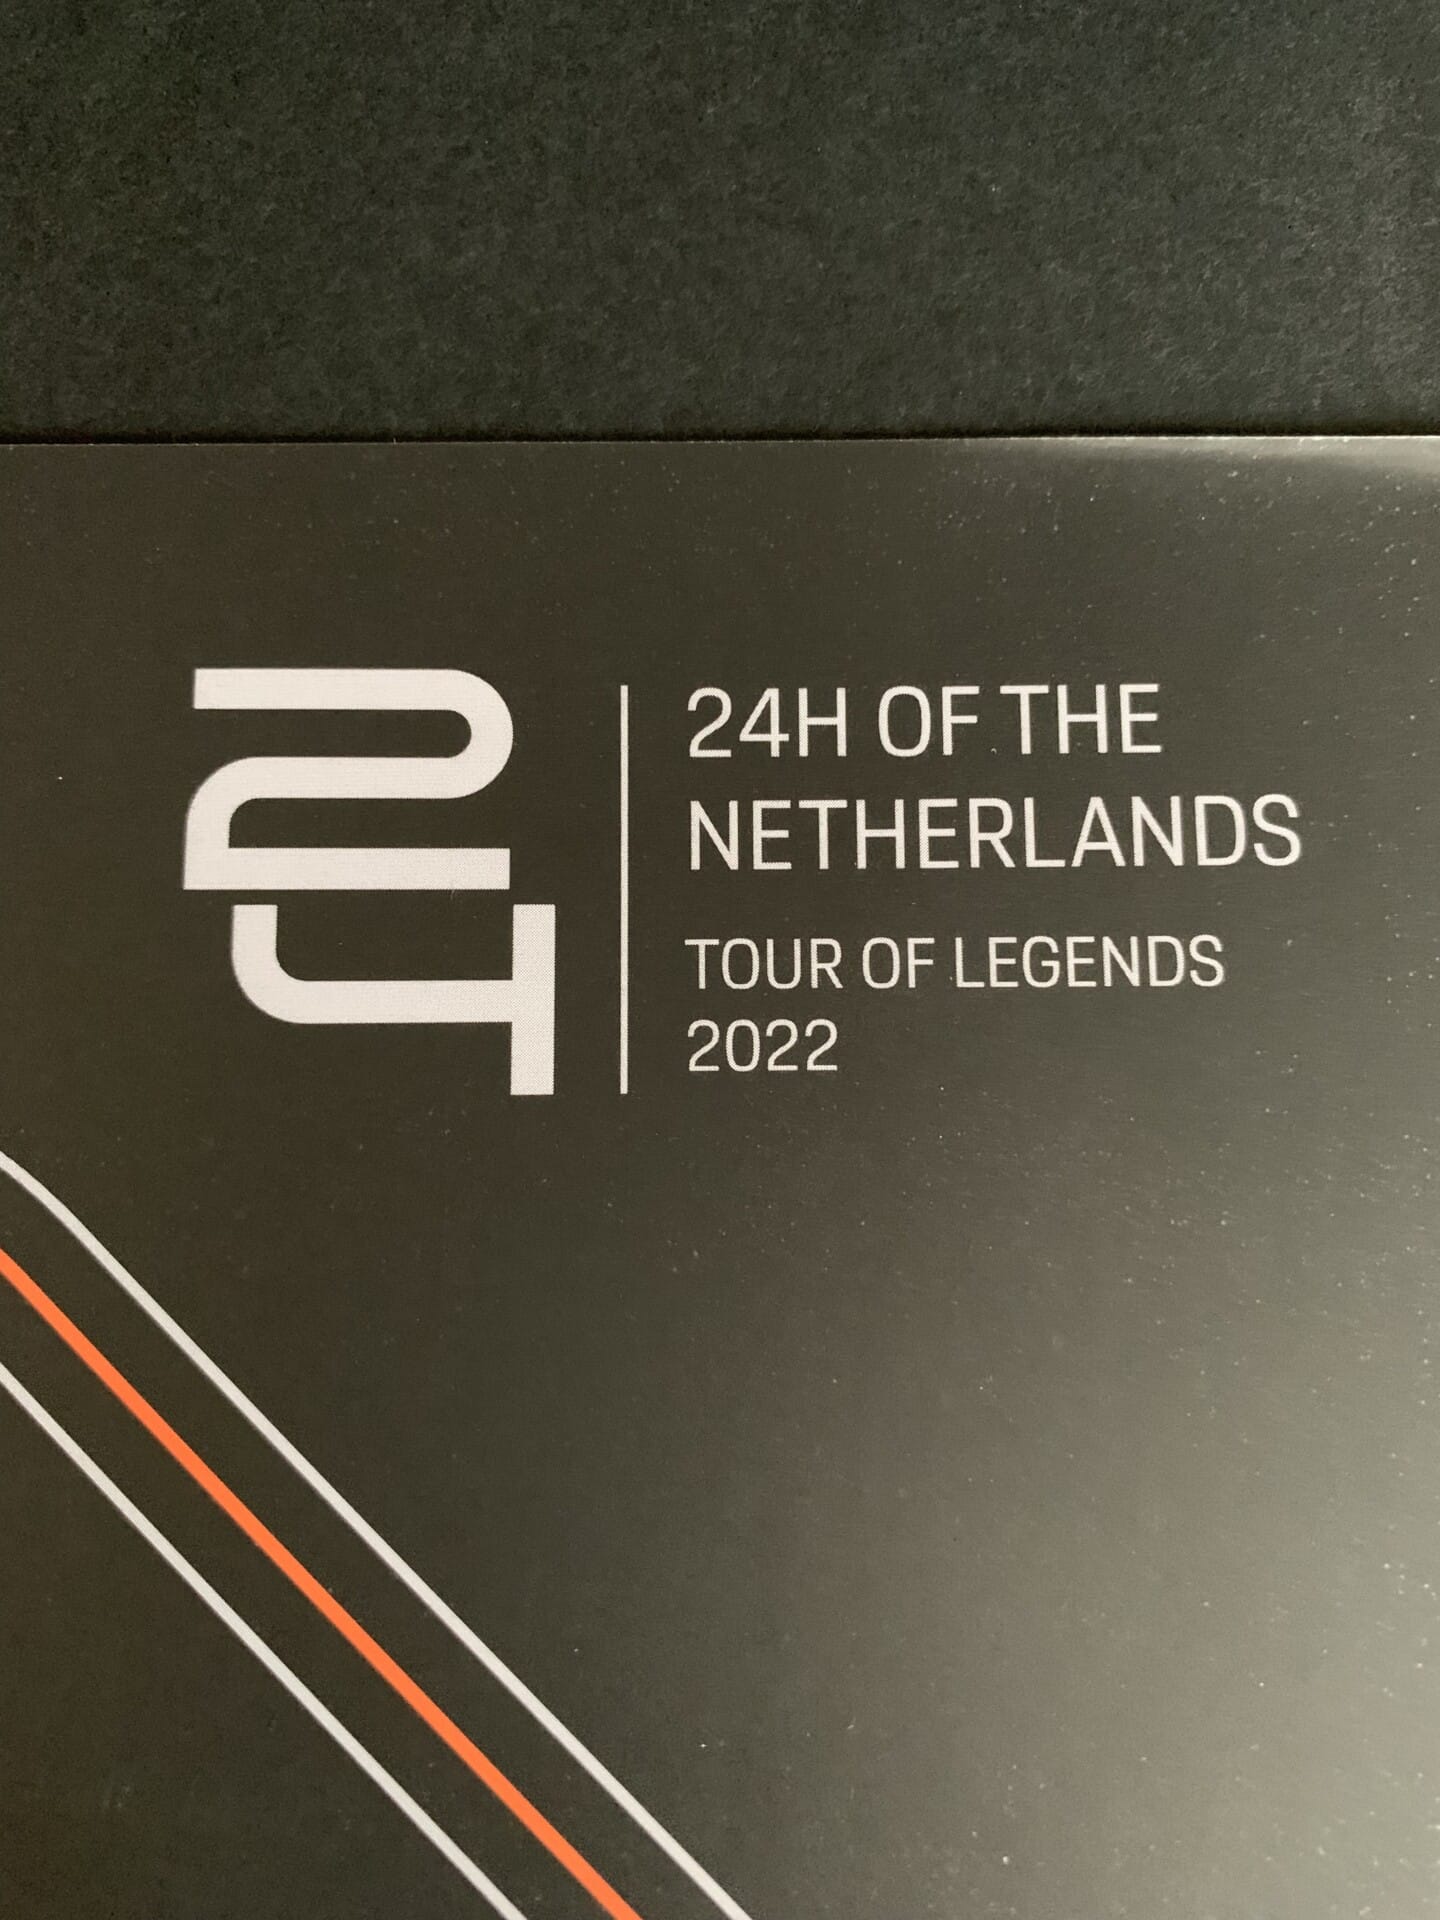 24
24H OF THE
NETHERLANDS
TOUR OF LEGENDS
2022